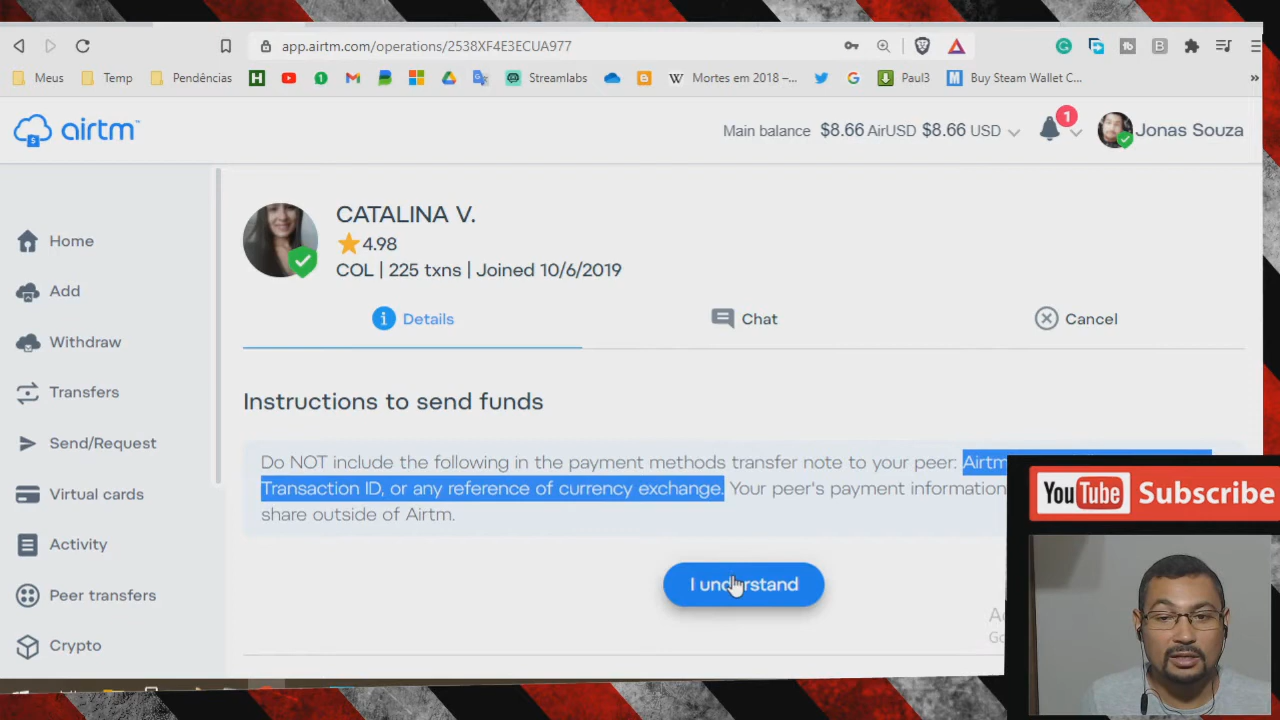 app.airtm.com/operations/2538XF4E3ECUA977
Meus
Temp
Pendências
Streamlabs
Mortes em 2018 –...
Paul3
Buy Steam Wallet C...
»
airtm
Main balance $8.66 AirUSD $8.66 USD
1
Jonas Souza
Home
Add
Withdraw
Transfers
Send/Request
Virtual cards
Activity
Peer transfers
Crypto
CATALINA V.
4.98
COL | 225 txns | Joined 10/6/2019
Details
Chat
Cancel
Instructions to send funds
Do NOT include the following in the payment methods transfer note to your peer: Airtm
Transaction ID, or any reference of currency exchange. Your peer's payment information
share outside of Airtm.
I understand
YouTube Subscribe